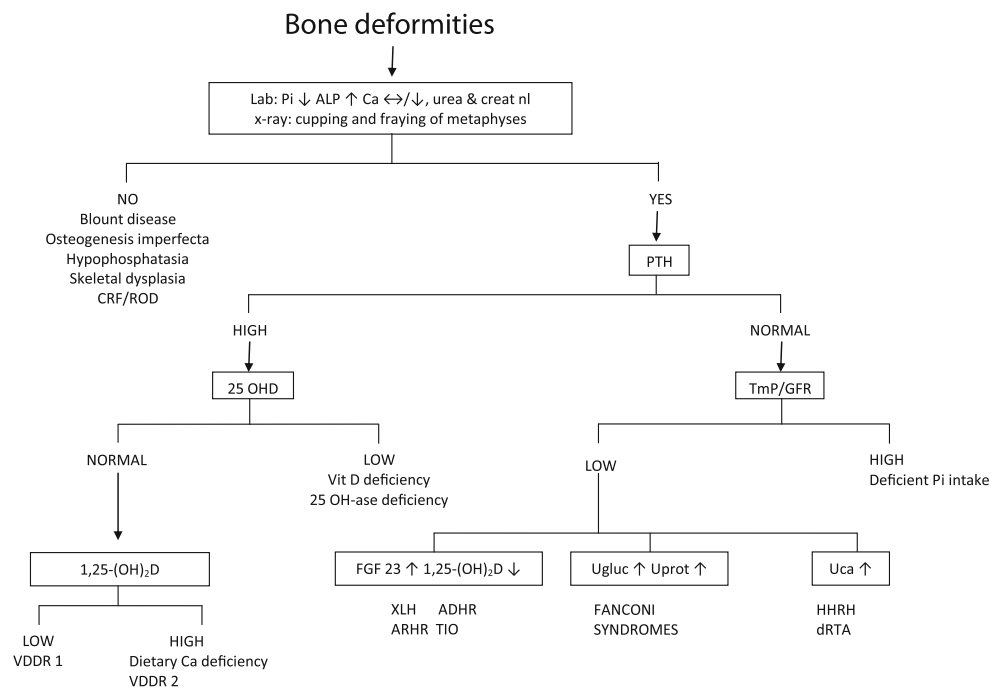 Bone deformities
Lab: Pi ↓ ALP ↑ Ca ↔/↓, urea & creat nl
x-ray: cupping and fraying of metaphyses
NO
Blount disease
Osteogenesis imperfecta
Hypophosphatasia
Skeletal dysplasia
CRF/ROD
YES
PTH
HIGH
NORMAL
25 OHD
TmP/GFR
NORMAL
LOW
Vit D deficiency
25 OH-ase deficiency
LOW
HIGH
Deficient Pi intake
1,25-(OH)₂D
FGF 23 ↑ 1,25-(OH)₂D ↓
Ugluc ↑ Uprot ↑
Uca ↑
LOW
VDDR 1
HIGH
Dietary Ca deficiency
VDDR 2
XLH ADHR
ARHR TIO
FANCONI
SYNDROMES
HHRH
dRTA